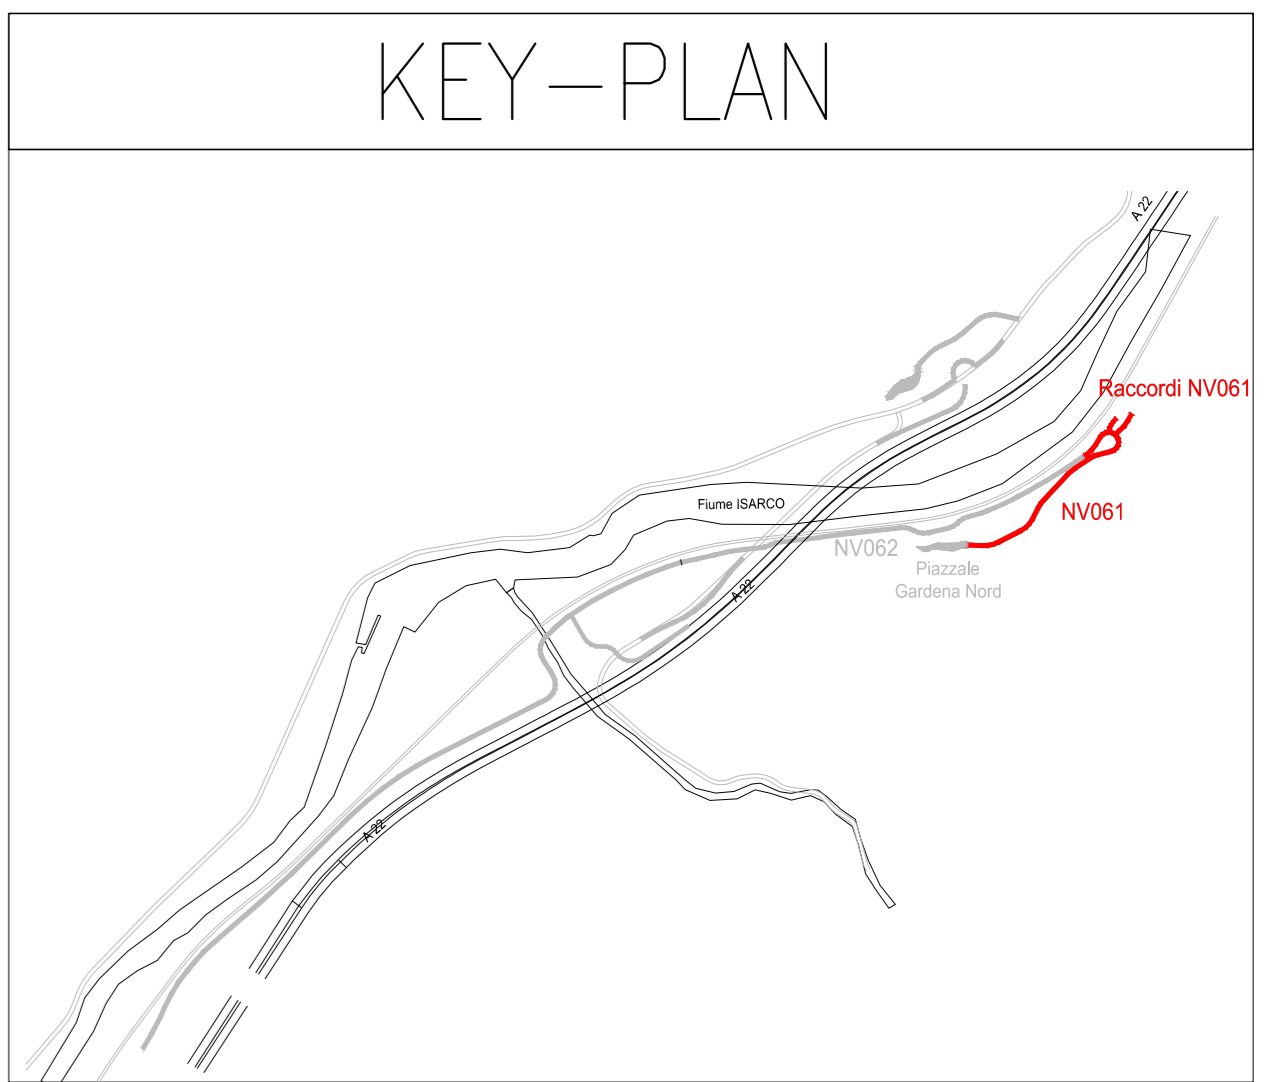 KEY-PLAN
A 22
Raccordi NV061
Fiume ISARCO
NV061
NV062
Piazzale
Gardena Nord
A 22
A 22